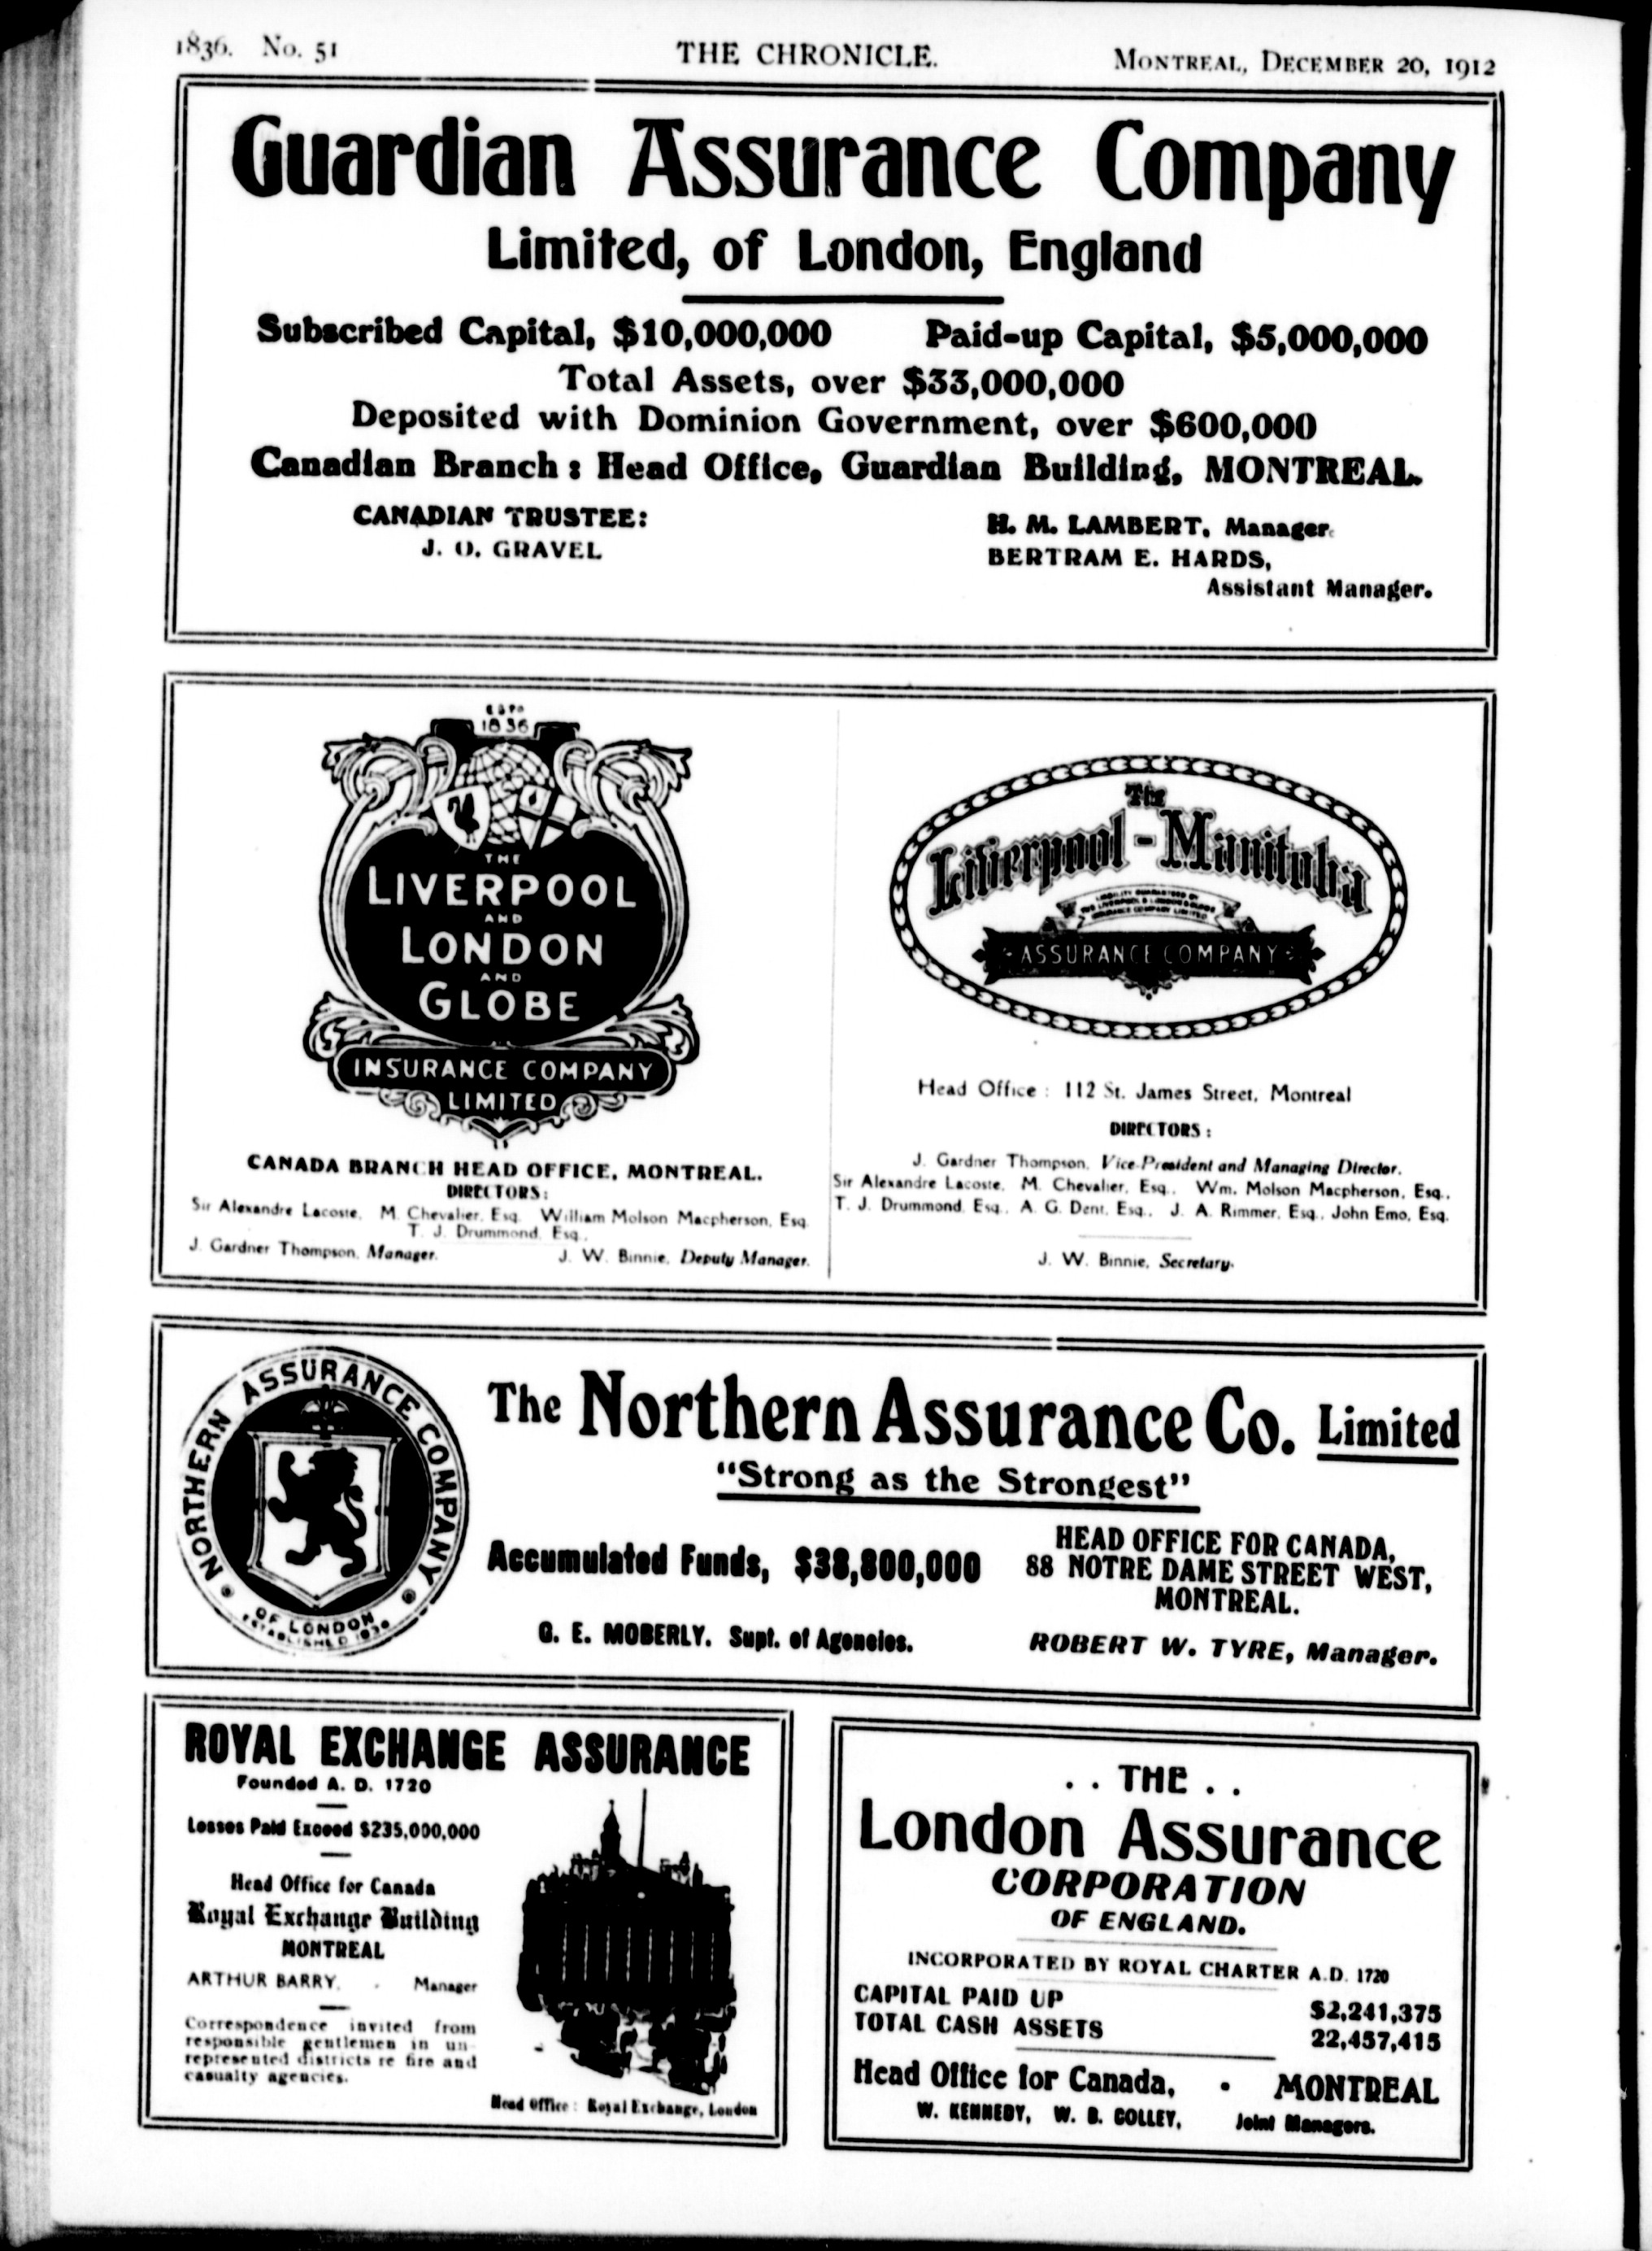 1836. No. 51 THE CHRONICLE. MONTREAL, DECEMBER 20, 1912
Guardian Assurance Company
Limited, of London, England
Subscribed Capital, $10,000,000 Paid-up Capital, $5,000,000
Total Assets, over $33,000,000
Deposited with Dominion Government, over $600,000
Canadian Branch : Head Office, Guardian Building, MONTREAL.
CANADIAN TRUSTEE:
J. O. GRAVEL
H. M. LAMBERT, Manager.
BERTRAM E. HARDS,
Assistant Manager.
ESTD
1836
THE
LIVERPOOL
AND
LONDON
AND
GLOBE
INSURANCE COMPANY
LIMITED
CANADA BRANCH HEAD OFFICE, MONTREAL.
DIRECTORS:
Sir Alexandre Lacoste, M. Chevalier, Esq. William Molson Macpherson, Esq.
T. J. Drummond, Esq.,
J. Gardner Thompson, Manager. J. W. Binnie, Deputy Manager.
The
Liverpool-Manitoba
LIABILITY GUARANTEED BY
THE LIVERPOOL & LONDON & GLOBE
INSURANCE COMPANY LIMITED
ASSURANCE COMPANY
Head Office : 112 St. James Street, Montreal
DIRECTORS :
J. Gardner Thompson, Vice-President and Managing Director.
Sir Alexandre Lacoste, M. Chevalier, Esq., Wm. Molson Macpherson, Esq.,
T. J. Drummond, Esq., A. G. Dent, Esq., J. A. Rimmer, Esq., John Emo, Esq.
J. W. Binnie, Secretary.
NORTHERN ASSURANCE COMPANY
OF LONDON
ESTABLISHED 1836
The Northern Assurance Co. Limited
"Strong as the Strongest"
Accumulated Funds, $38,800,000
HEAD OFFICE FOR CANADA,
88 NOTRE DAME STREET WEST,
MONTREAL.
G. E. MOBERLY, Supt. of Agencies. ROBERT W. TYRE, Manager.
ROYAL EXCHANGE ASSURANCE
Founded A. D. 1720
Losses Paid Exceed $235,000,000
Head Office for Canada
Royal Exchange Building
MONTREAL
ARTHUR BARRY, - Manager
Correspondence invited from
responsible gentlemen in un-
represented districts re fire and
casualty agencies.
Head Office : Royal Exchange, London
. . THE . .
London Assurance
CORPORATION
OF ENGLAND.
INCORPORATED BY ROYAL CHARTER A.D. 1720
CAPITAL PAID UP $2,241,375
TOTAL CASH ASSETS 22,457,415
Head Office for Canada, - MONTREAL
W. KENNEDY, W. B. COLLEY, Joint Managers.